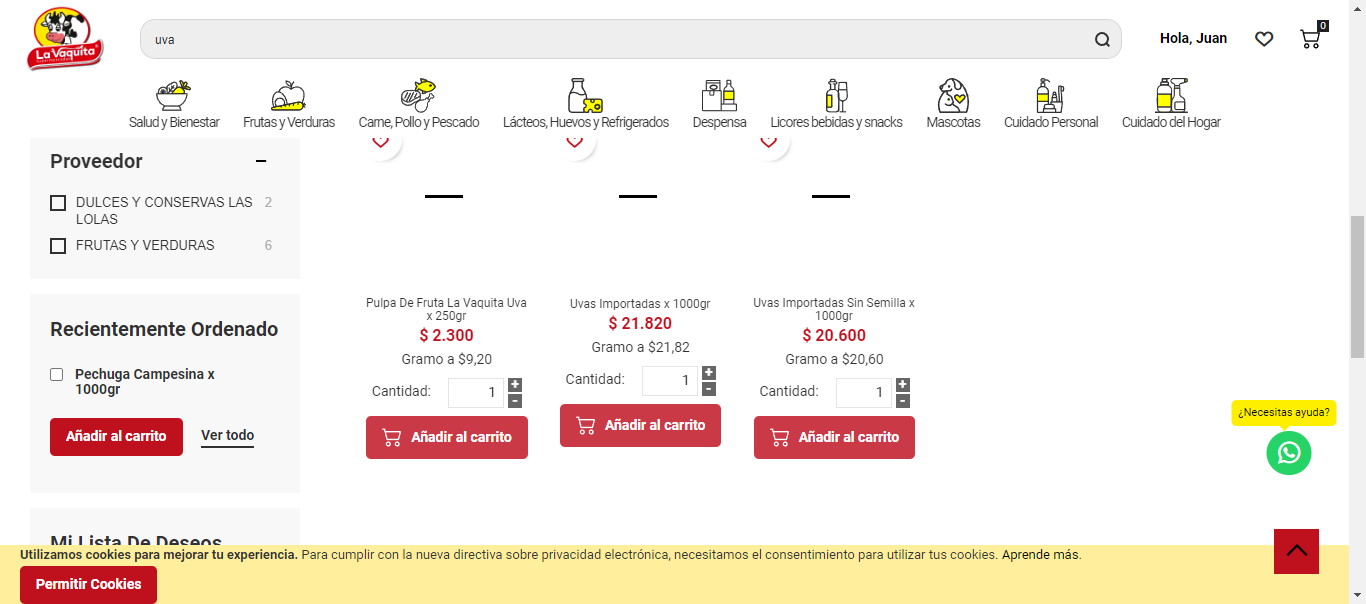 La Vaquita
uva
Hola, Juan
0
Salud y Bienestar
Frutas y Verduras
Carne, Pollo y Pescado
Lácteos, Huevos y Refrigerados
Despensa
Licores bebidas y snacks
Mascotas
Cuidado Personal
Cuidado del Hogar
Proveedor
DULCES Y CONSERVAS LAS 2
LOLAS
FRUTAS Y VERDURAS 6
Recientemente Ordenado
Pechuga Campesina x
1000gr
Añadir al carrito
Ver todo
Mi Lista De Deseos
Pulpa De Fruta La Vaquita Uva
x 250gr
$ 2.300
Gramo a $9,20
Cantidad: 1 + -
Añadir al carrito
Uvas Importadas x 1000gr
$ 21.820
Gramo a $21,82
Cantidad: 1 + -
Añadir al carrito
Uvas Importadas Sin Semilla x
1000gr
$ 20.600
Gramo a $20,60
Cantidad: 1 + -
Añadir al carrito
¿Necesitas ayuda?
Utilizamos cookies para mejorar tu experiencia. Para cumplir con la nueva directiva sobre privacidad electrónica, necesitamos el consentimiento para utilizar tus cookies. Aprende más.
Permitir Cookies